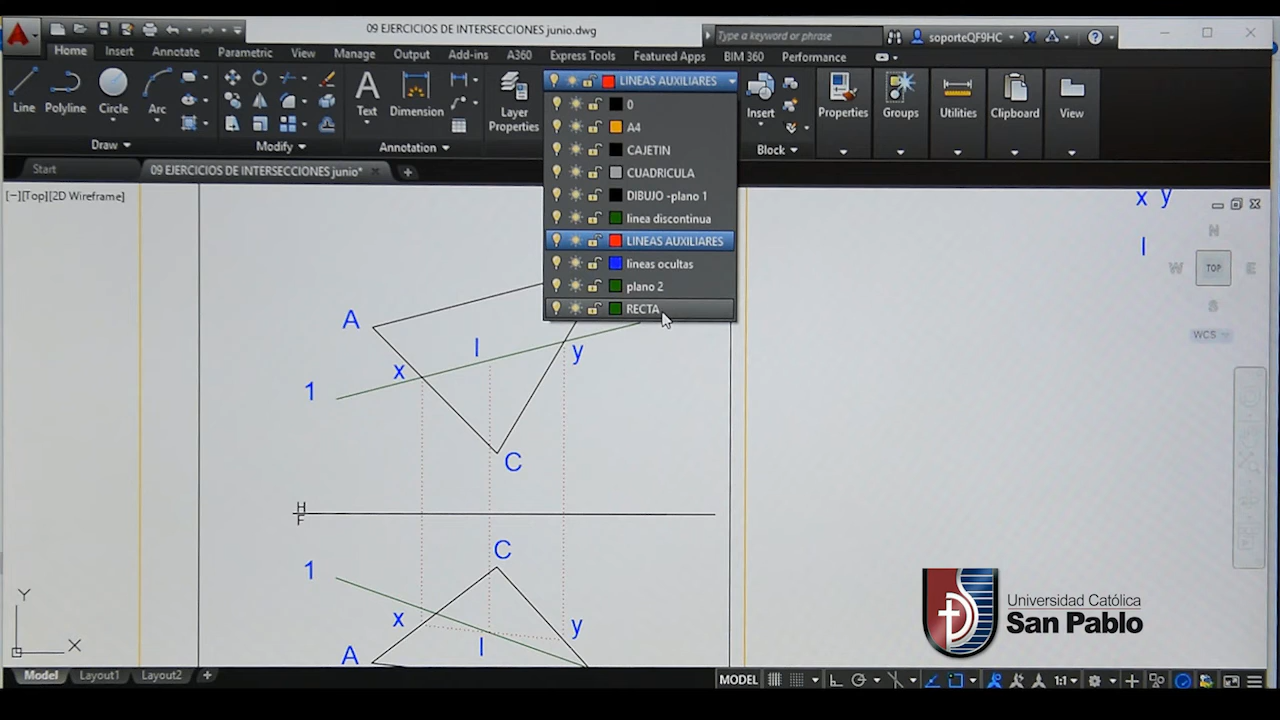 09 EJERCICIOS DE INTERSECCIONES junio.dwg
Type a keyword or phrase
soporteQF9HC
Home Insert Annotate Parametric View Manage Output Add-ins A360 Express Tools Featured Apps BIM 360 Performance
Line Polyline Circle Arc Text Dimension Layer Properties Insert Properties Groups Utilities Clipboard View
Draw Modify Annotation Block
LINEAS AUXILIARES
0
A4
CAJETIN
CUADRICULA
DIBUJO -plano 1
linea discontinua
LINEAS AUXILIARES
lineas ocultas
plano 2
RECTA
Start 09 EJERCICIOS DE INTERSECCIONES junio*
[−][Top][2D Wireframe]
x y
I
N
W TOP E
S
WCS
A
I
y
x
1
C
H
F
C
1
x
y
I
A
Y
X
Universidad Católica
San Pablo
Model Layout1 Layout2 +
MODEL
1:1